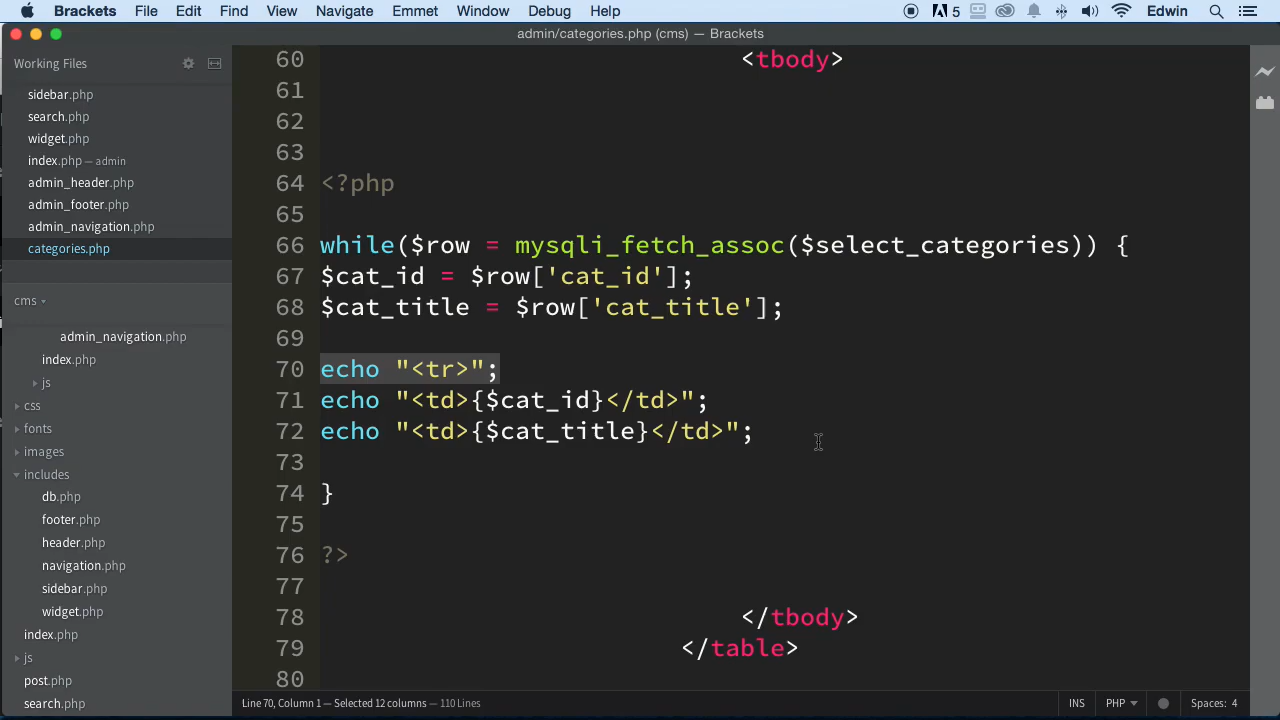 Brackets File Edit Find View Navigate Emmet Window Debug Help 5 Edwin
admin/categories.php (cms) — Brackets
Working Files
sidebar.php
search.php
widget.php
index.php — admin
admin_header.php
admin_footer.php
admin_navigation.php
categories.php
cms
admin_navigation.php
index.php
js
css
fonts
images
includes
db.php
footer.php
header.php
navigation.php
sidebar.php
widget.php
index.php
js
post.php
search.php
60 <tbody>
61
62
63
64 <?php
65
66 while($row = mysqli_fetch_assoc($select_categories)) {
67 $cat_id = $row['cat_id'];
68 $cat_title = $row['cat_title'];
69
70 echo "<tr>";
71 echo "<td>{$cat_id}</td>";
72 echo "<td>{$cat_title}</td>";
73
74 }
75
76 ?>
77
78 </tbody>
79 </table>
80
Line 70, Column 1 — Selected 12 columns — 110 Lines INS PHP Spaces: 4